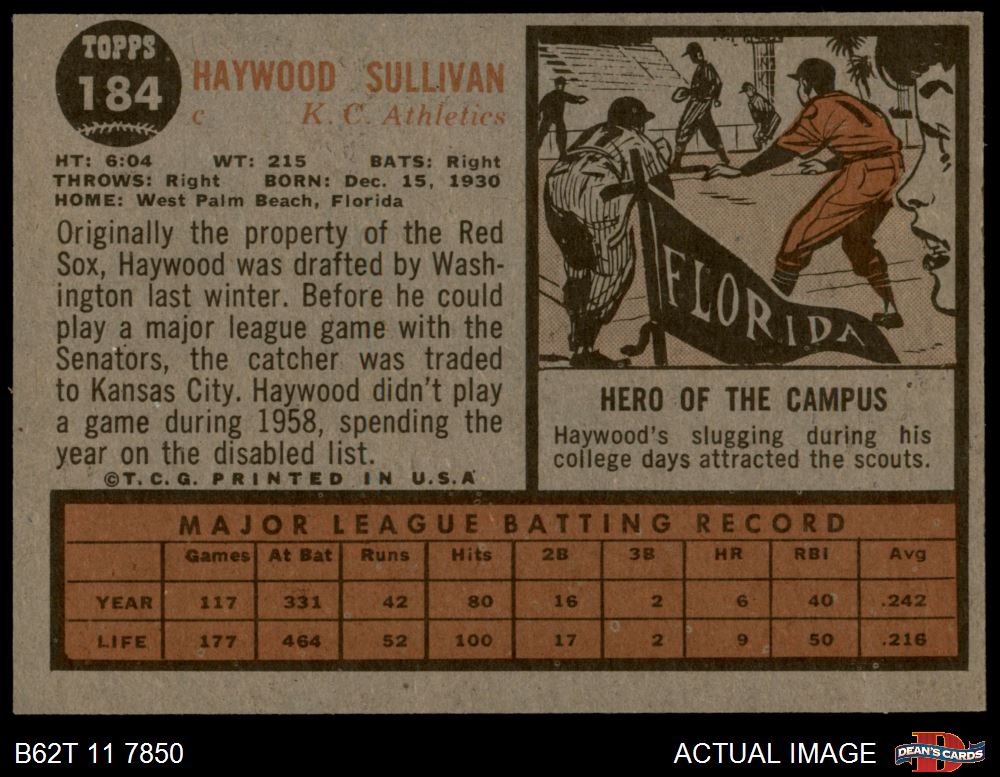 TOPPS
184
HAYWOOD SULLIVAN
c K. C. Athletics
HT: 6:04 WT: 215 BATS: Right
THROWS: Right BORN: Dec. 15, 1930
HOME: West Palm Beach, Florida
Originally the property of the Red
Sox, Haywood was drafted by Wash-
ington last winter. Before he could
play a major league game with the
Senators, the catcher was traded
to Kansas City. Haywood didn't play
a game during 1958, spending the
year on the disabled list.
©T. C. G. PRINTED IN U.S.A
FLORIDA
HERO OF THE CAMPUS
Haywood's slugging during his
college days attracted the scouts.
MAJOR LEAGUE BATTING RECORD
Games At Bat Runs Hits 2B 3B HR RBI Avg
YEAR 117 331 42 80 16 2 6 40 .242
LIFE 177 464 52 100 17 2 9 50 .216
B62T 11 7850 ACTUAL IMAGE
D
DEAN'S CARDS